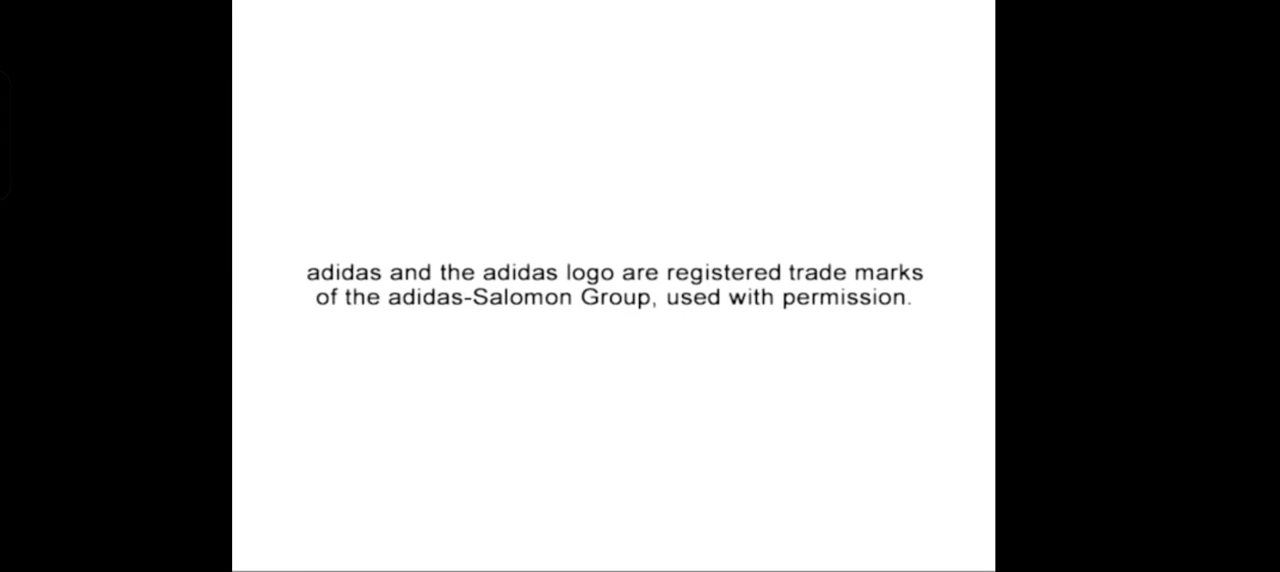 adidas and the adidas logo are registered trade marks
of the adidas-Salomon Group, used with permission.